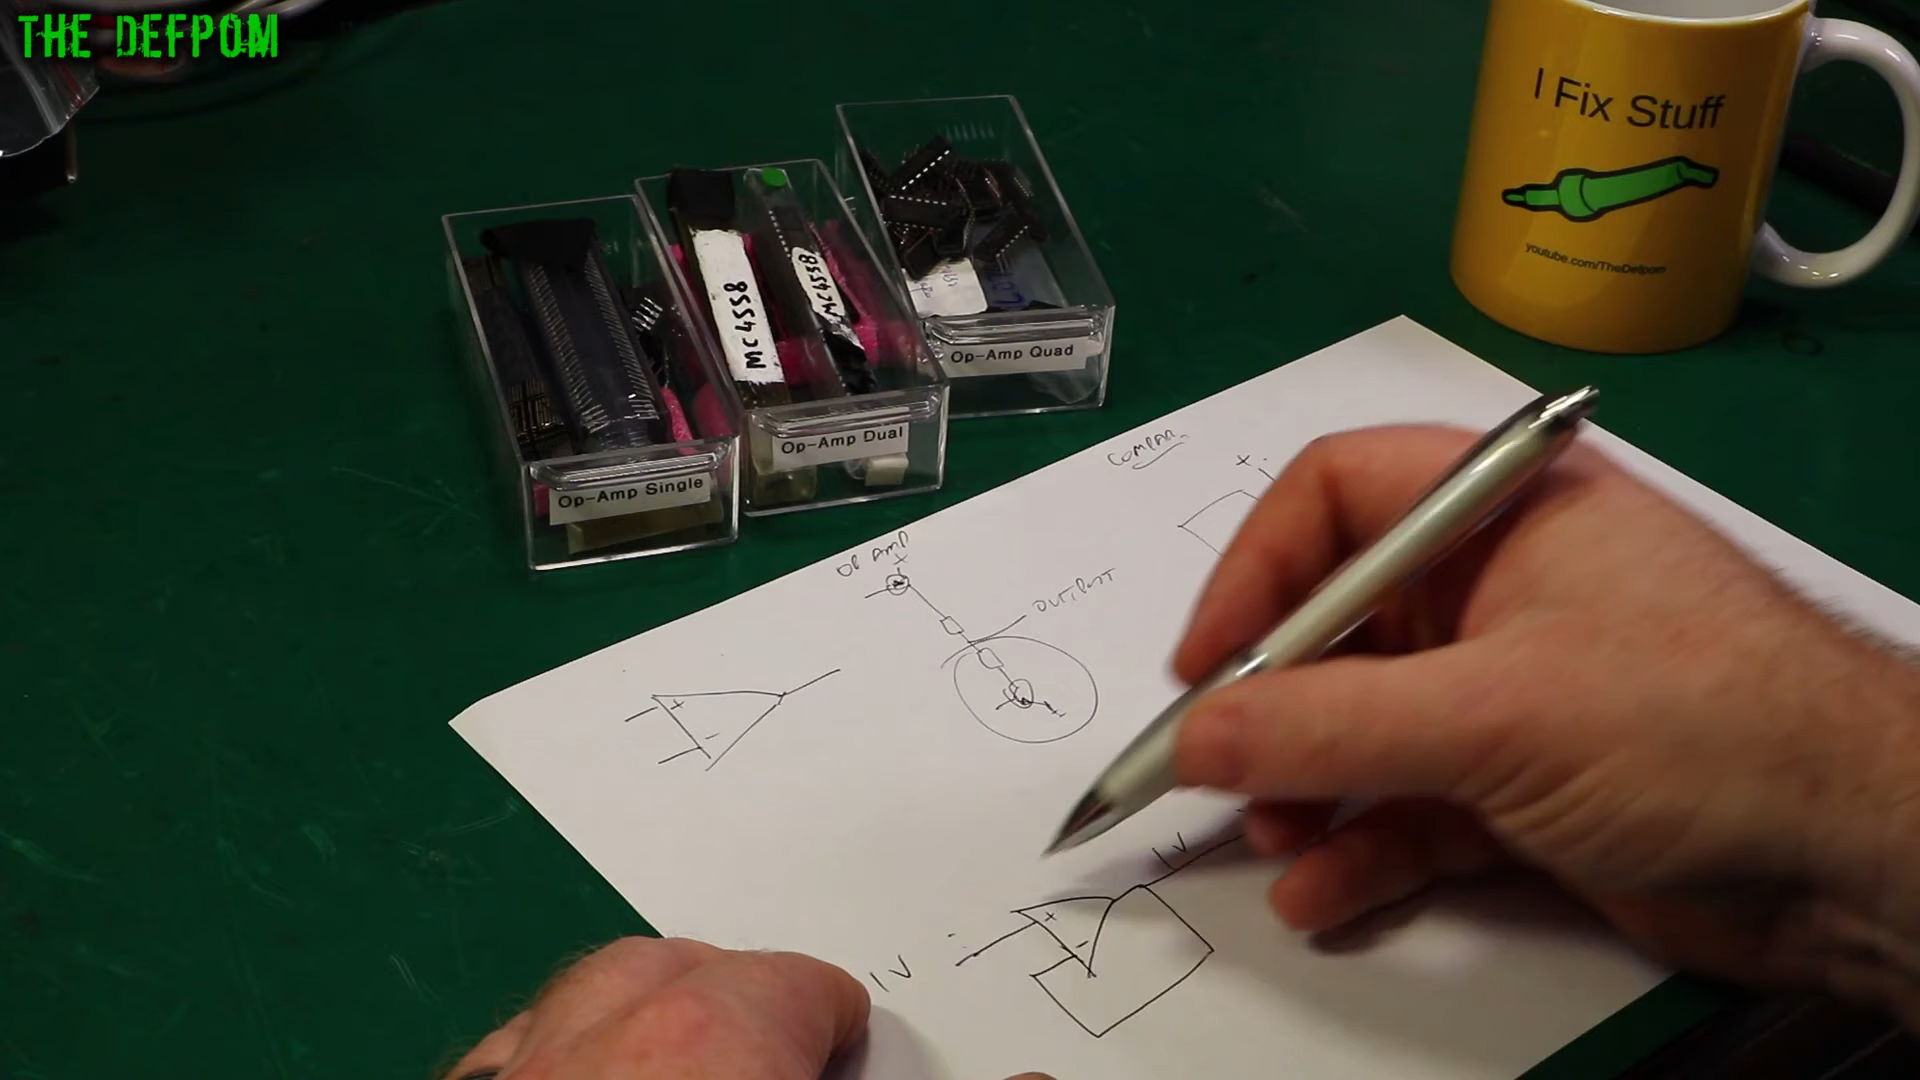 THE DEFPOM
I Fix Stuff
youtube.com/TheDefpom
MC4558
MC4558
Op-Amp Quad
Op-Amp Dual
Op-Amp Single
COMPAR
+
OP AMP
+
OUTPUT
+
-
1V
+
-
1V